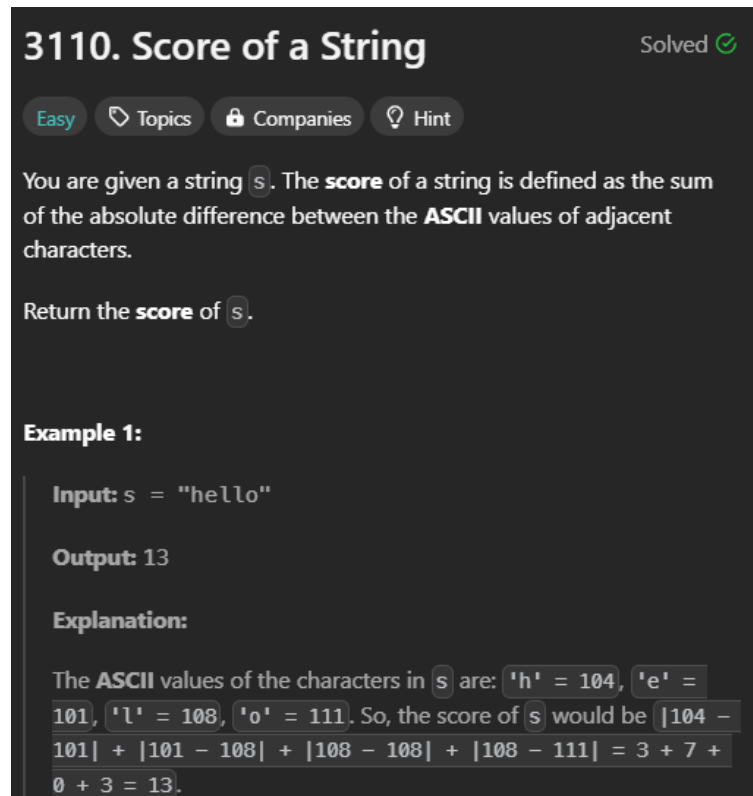 3110. Score of a String
Solved
Easy
Topics
Companies
Hint
You are given a string s. The score of a string is defined as the sum
of the absolute difference between the ASCII values of adjacent
characters.
Return the score of s.
Example 1:
Input: s = "hello"
Output: 13
Explanation:
The ASCII values of the characters in s are: 'h' = 104, 'e' =
101, 'l' = 108, 'o' = 111. So, the score of s would be |104 -
101| + |101 - 108| + |108 - 108| + |108 - 111| = 3 + 7 +
0 + 3 = 13.